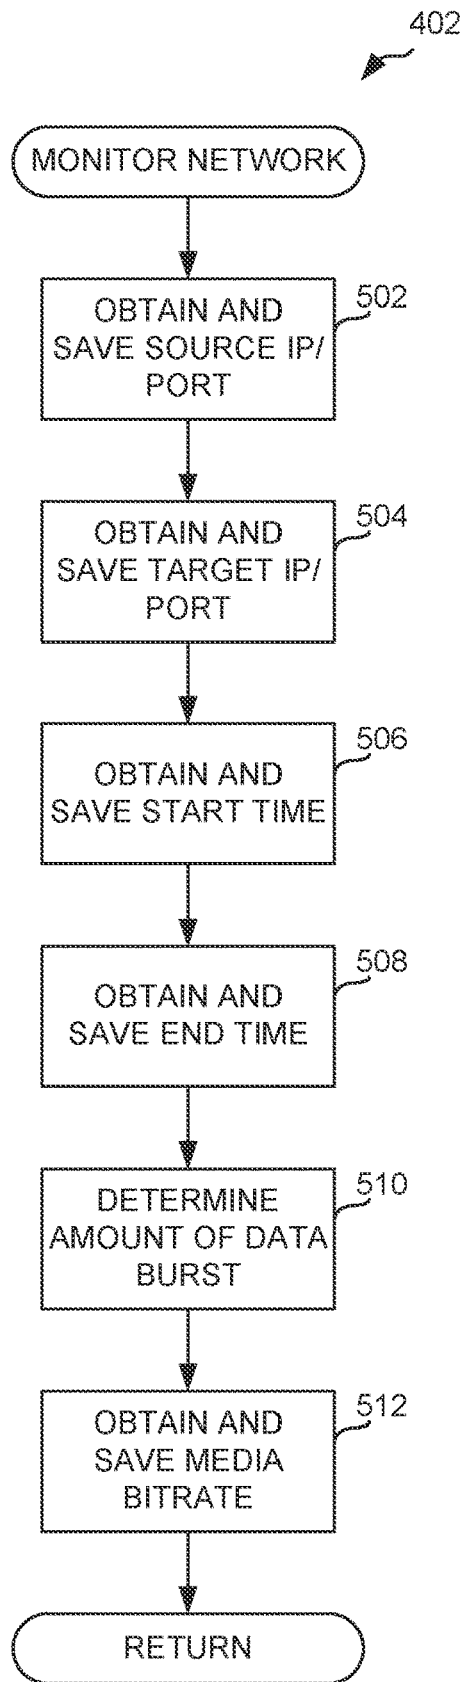 402
MONITOR NETWORK
OBTAIN AND
SAVE SOURCE IP/
PORT
502
OBTAIN AND
SAVE TARGET IP/
PORT
504
OBTAIN AND
SAVE START TIME
506
OBTAIN AND
SAVE END TIME
508
DETERMINE
AMOUNT OF DATA
BURST
510
OBTAIN AND
SAVE MEDIA
BITRATE
512
RETURN